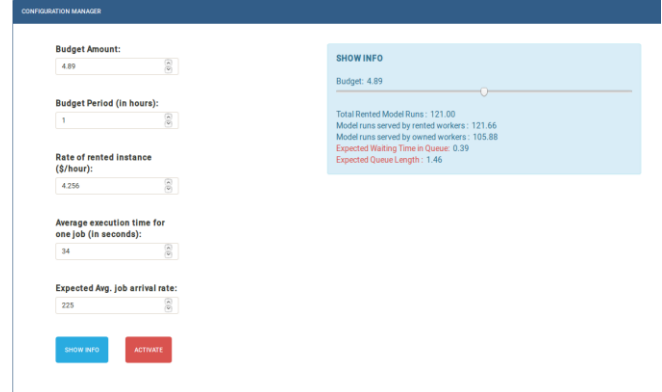 CONFIGURATION MANAGER
Budget Amount:
4.89
Budget Period (in hours):
1
Rate of rented instance
($/hour):
4.256
Average execution time for
one job (in seconds):
34
Expected Avg. job arrival rate:
225
SHOW INFO
ACTIVATE
SHOW INFO
Budget: 4.89
Total Rented Model Runs : 121.00
Model runs served by rented workers : 121.66
Model runs served by owned workers : 105.88
Expected Waiting Time in Queue: 0.39
Expected Queue Length : 1.46